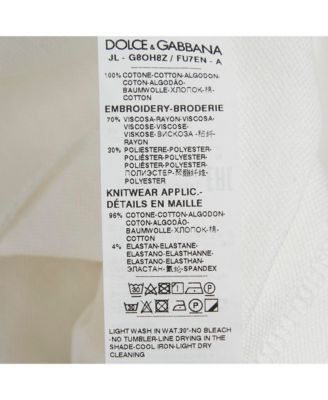 DOLCE & GABBANA
JL - G8OH8Z / FU7EN - A
100% COTONE-COTTON-ALGODON-
COTON-ALGODÃO-
BAUMWOLLE-ХЛОПОК-棉-
COTTON
EMBROIDERY-BRODERIE
70% VISCOSA-RAYON-VISCOSA-
VISCOSE-VISCOSE-
VISKOSE-ВИСКОЗА-粘纤-
RAYON
30% POLIESTERE-POLYESTER-
POLIÉSTER-POLYESTER-
POLIÉSTER-POLYESTER-
ПОЛИЭСТЕР-聚酯纤维-
POLYESTER
KNITWEAR APPLIC.-
DÉTAILS EN MAILLE
96% COTONE-COTTON-ALGODON-
COTON-ALGODÃO-
BAUMWOLLE-ХЛОПОК-棉-
COTTON
4% ELASTAN-ELASTANE-
ELASTANO-ELASTHANNE-
ELASTANO-ELASTHAN-
ЭЛАСТАН-氨纶-SPANDEX
30 P
LIGHT WASH IN WAT.30°-NO BLEACH
-NO TUMBLER-LINE DRYING IN THE
SHADE-COOL IRON-LIGHT DRY
CLEANING